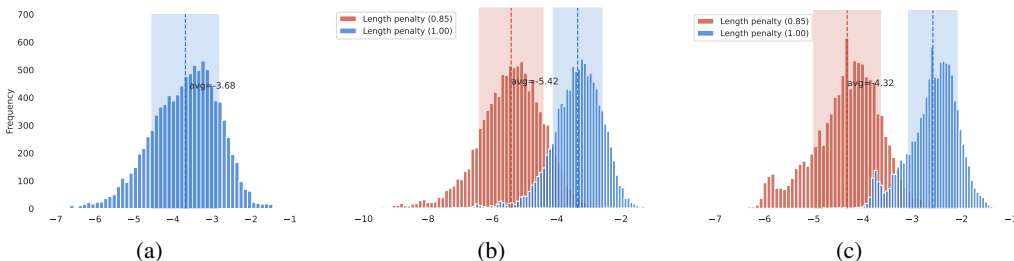 700
600
500
400
300
200
100
0
Frequency
avg=-3.68
−7 −6 −5 −4 −3 −2 −1
(a)
Length penalty (0.85)
Length penalty (1.00)
avg=-5.42
−10 −8 −6 −4 −2
(b)
Length penalty (0.85)
Length penalty (1.00)
avg=-4.32
−7 −6 −5 −4 −3 −2 −1
(c)